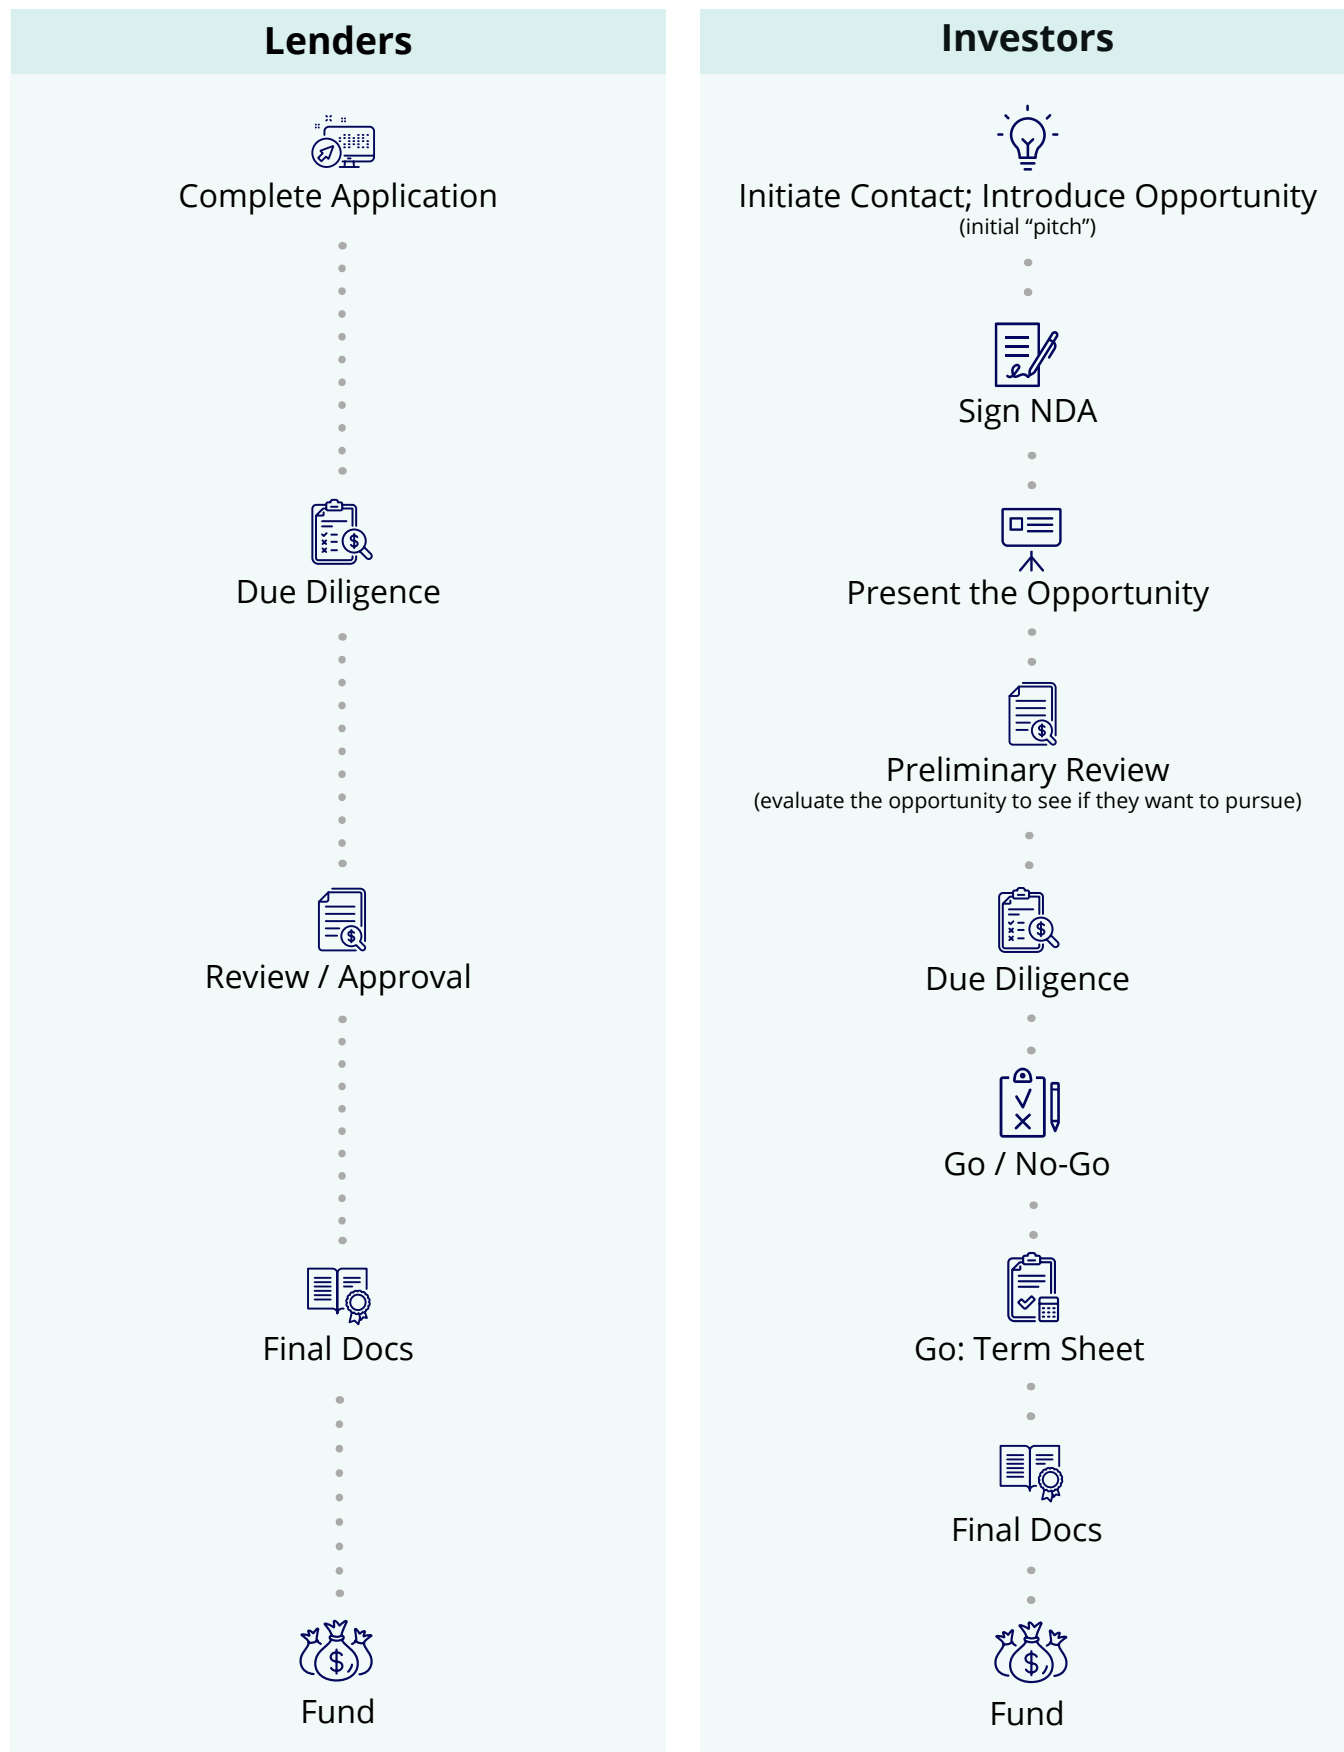 Lenders
Complete Application
Due Diligence
Review / Approval
Final Docs
Fund
Investors
Initiate Contact; Introduce Opportunity
(initial “pitch”)
Sign NDA
Present the Opportunity
Preliminary Review
(evaluate the opportunity to see if they want to pursue)
Due Diligence
Go / No-Go
Go: Term Sheet
Final Docs
Fund